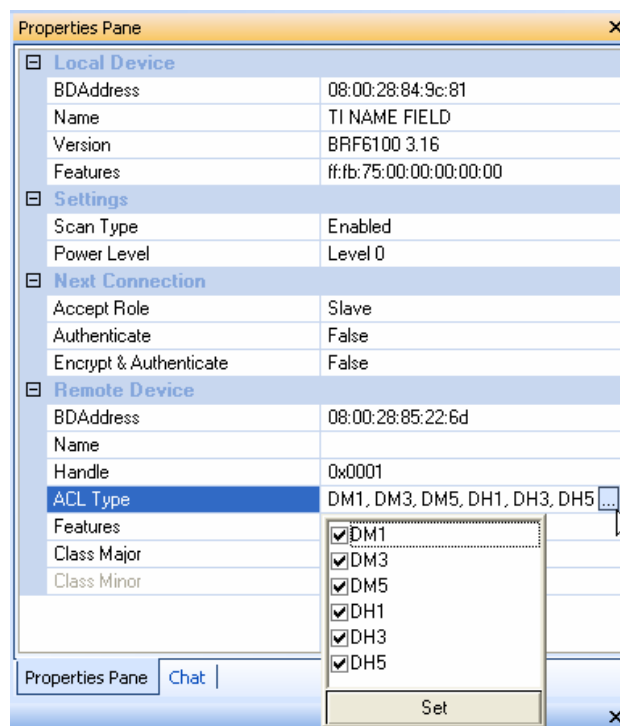 Properties Pane
Local Device
BDAddress 08:00:28:84:9c:81
Name TI NAME FIELD
Version BRF6100 3.16
Features ff:fb:75:00:00:00:00:00
Settings
Scan Type Enabled
Power Level Level 0
Next Connection
Accept Role Slave
Authenticate False
Encrypt & Authenticate False
Remote Device
BDAddress 08:00:28:85:22:6d
Name
Handle 0x0001
ACL Type DM1, DM3, DM5, DH1, DH3, DH5 ...
Features
Class Major
Class Minor
DM1
DM3
DM5
DH1
DH3
DH5
Set
Properties Pane Chat